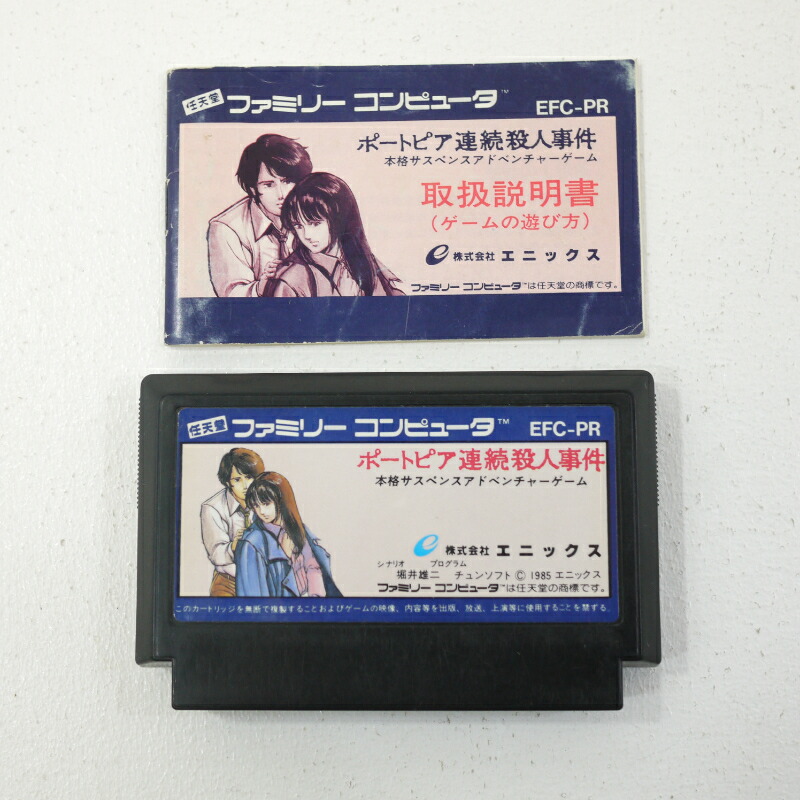 任天堂 ファミリー コンピュータ™ EFC-PR
ポートピア連続殺人事件
本格サスペンスアドベンチャーゲーム
取扱説明書
(ゲームの遊び方)
e 株式会社 エニックス
ファミリー コンピュータ™は任天堂の商標です。
任天堂 ファミリー コンピュータ™ EFC-PR
ポートピア連続殺人事件
本格サスペンスアドベンチャーゲーム
e 株式会社 エニックス
シナリオ プログラム
堀井雄二 チュンソフト © 1985 エニックス
ファミリー コンピュータ™は任天堂の商標です。
このカートリッジを無断で複製することおよびゲームの映像、内容等を出版、放送、上演等に使用することを禁ずる。